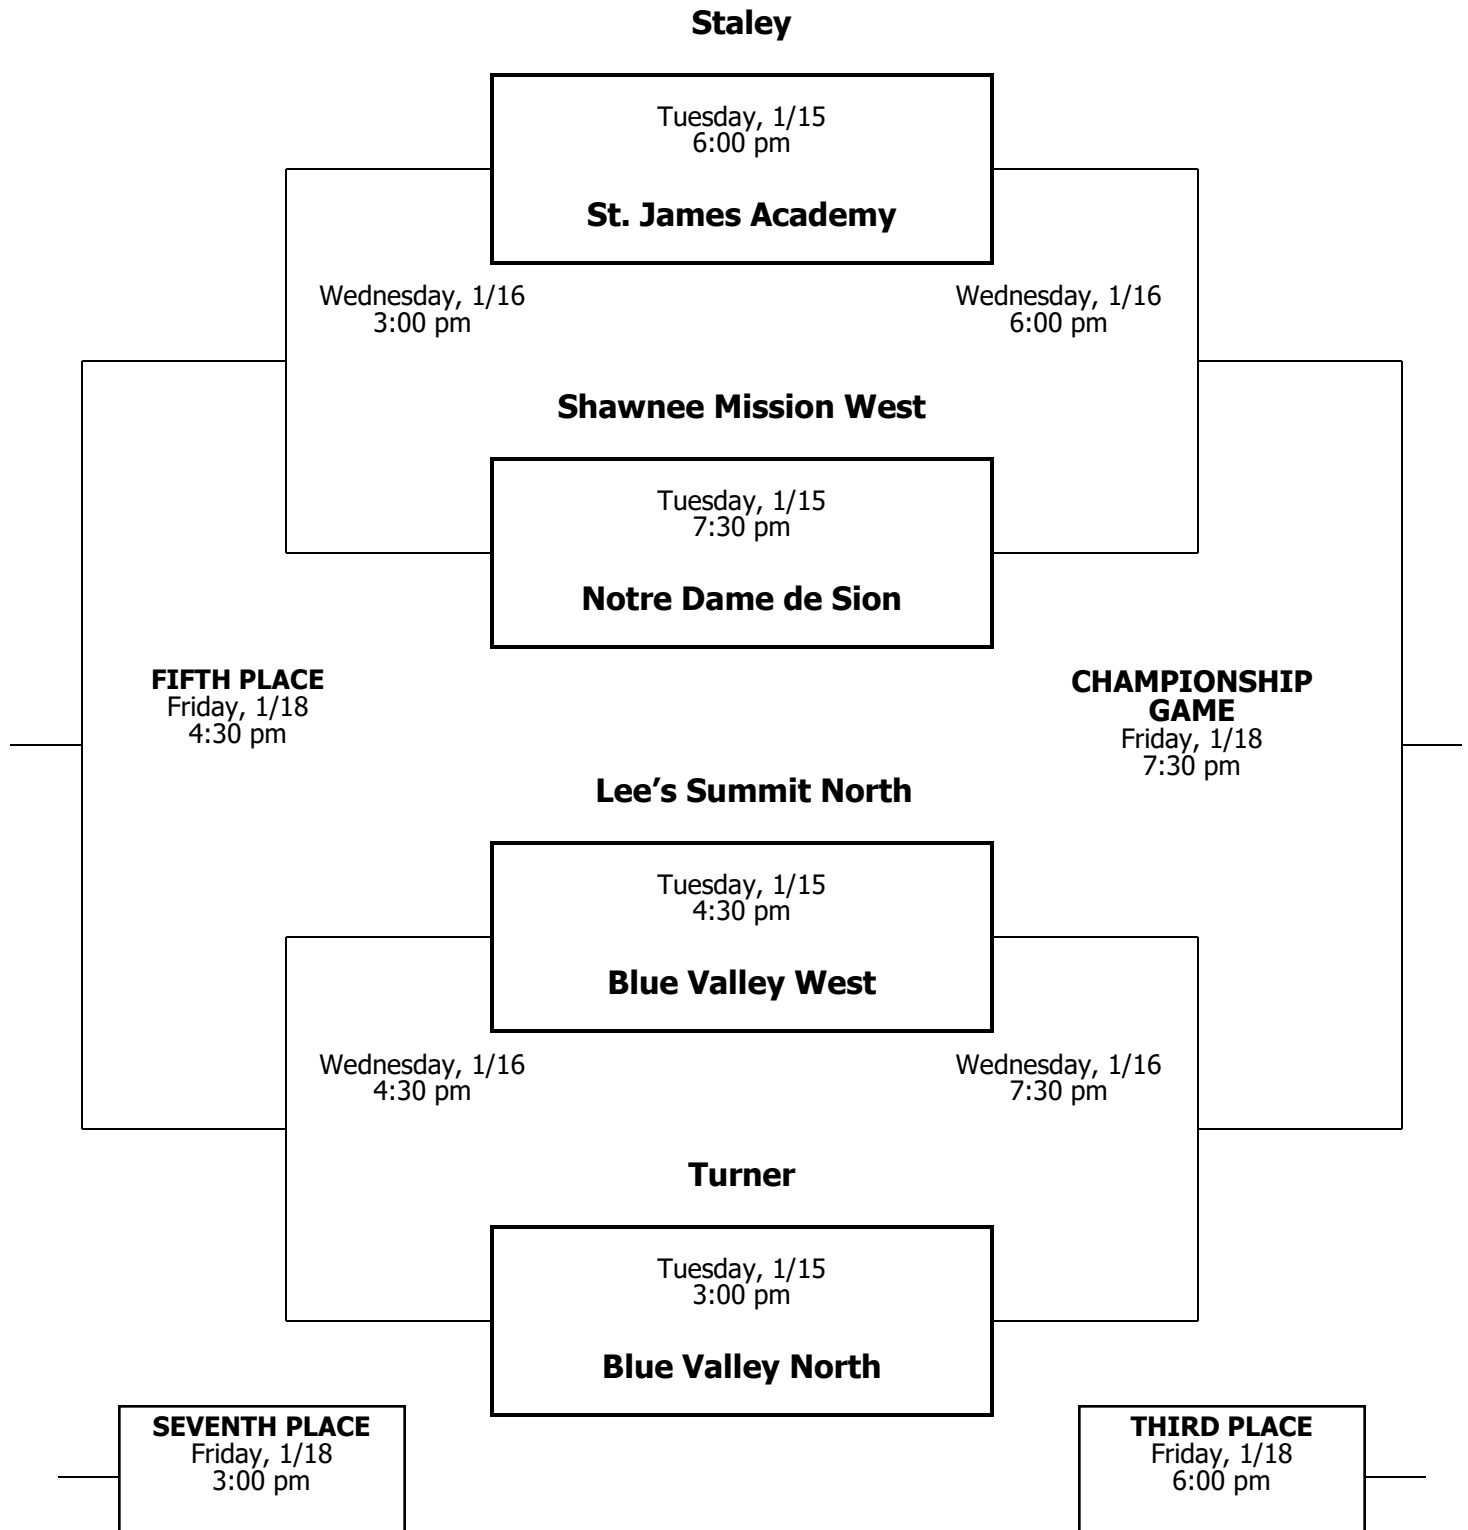 Staley
Tuesday, 1/15
6:00 pm
St. James Academy
Wednesday, 1/16
3:00 pm
Wednesday, 1/16
6:00 pm
Shawnee Mission West
Tuesday, 1/15
7:30 pm
Notre Dame de Sion
FIFTH PLACE
Friday, 1/18
4:30 pm
CHAMPIONSHIP
GAME
Friday, 1/18
7:30 pm
Lee’s Summit North
Tuesday, 1/15
4:30 pm
Blue Valley West
Wednesday, 1/16
4:30 pm
Wednesday, 1/16
7:30 pm
Turner
Tuesday, 1/15
3:00 pm
Blue Valley North
SEVENTH PLACE
Friday, 1/18
3:00 pm
THIRD PLACE
Friday, 1/18
6:00 pm